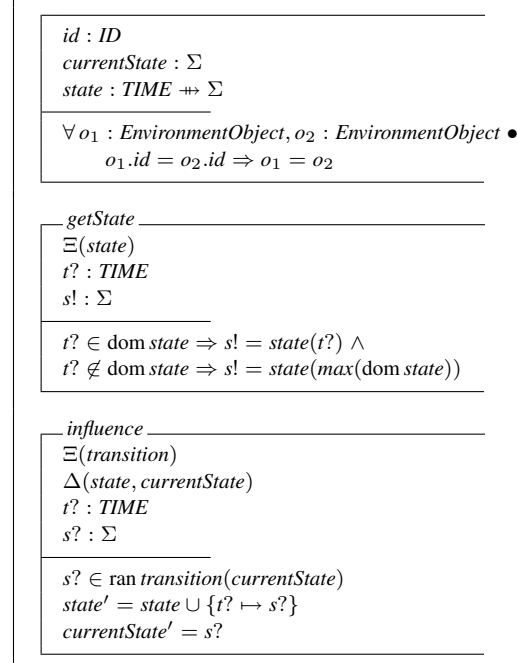 id : ID
currentState : Σ
state : TIME ⇻ Σ
∀ o₁ : EnvironmentObject, o₂ : EnvironmentObject •
o₁.id = o₂.id ⇒ o₁ = o₂
getState
Ξ(state)
t? : TIME
s! : Σ
t? ∈ dom state ⇒ s! = state(t?) ∧
t? ∉ dom state ⇒ s! = state(max(dom state))
influence
Ξ(transition)
Δ(state, currentState)
t? : TIME
s? : Σ
s? ∈ ran transition(currentState)
state′ = state ∪ {t? ↦ s?}
currentState′ = s?